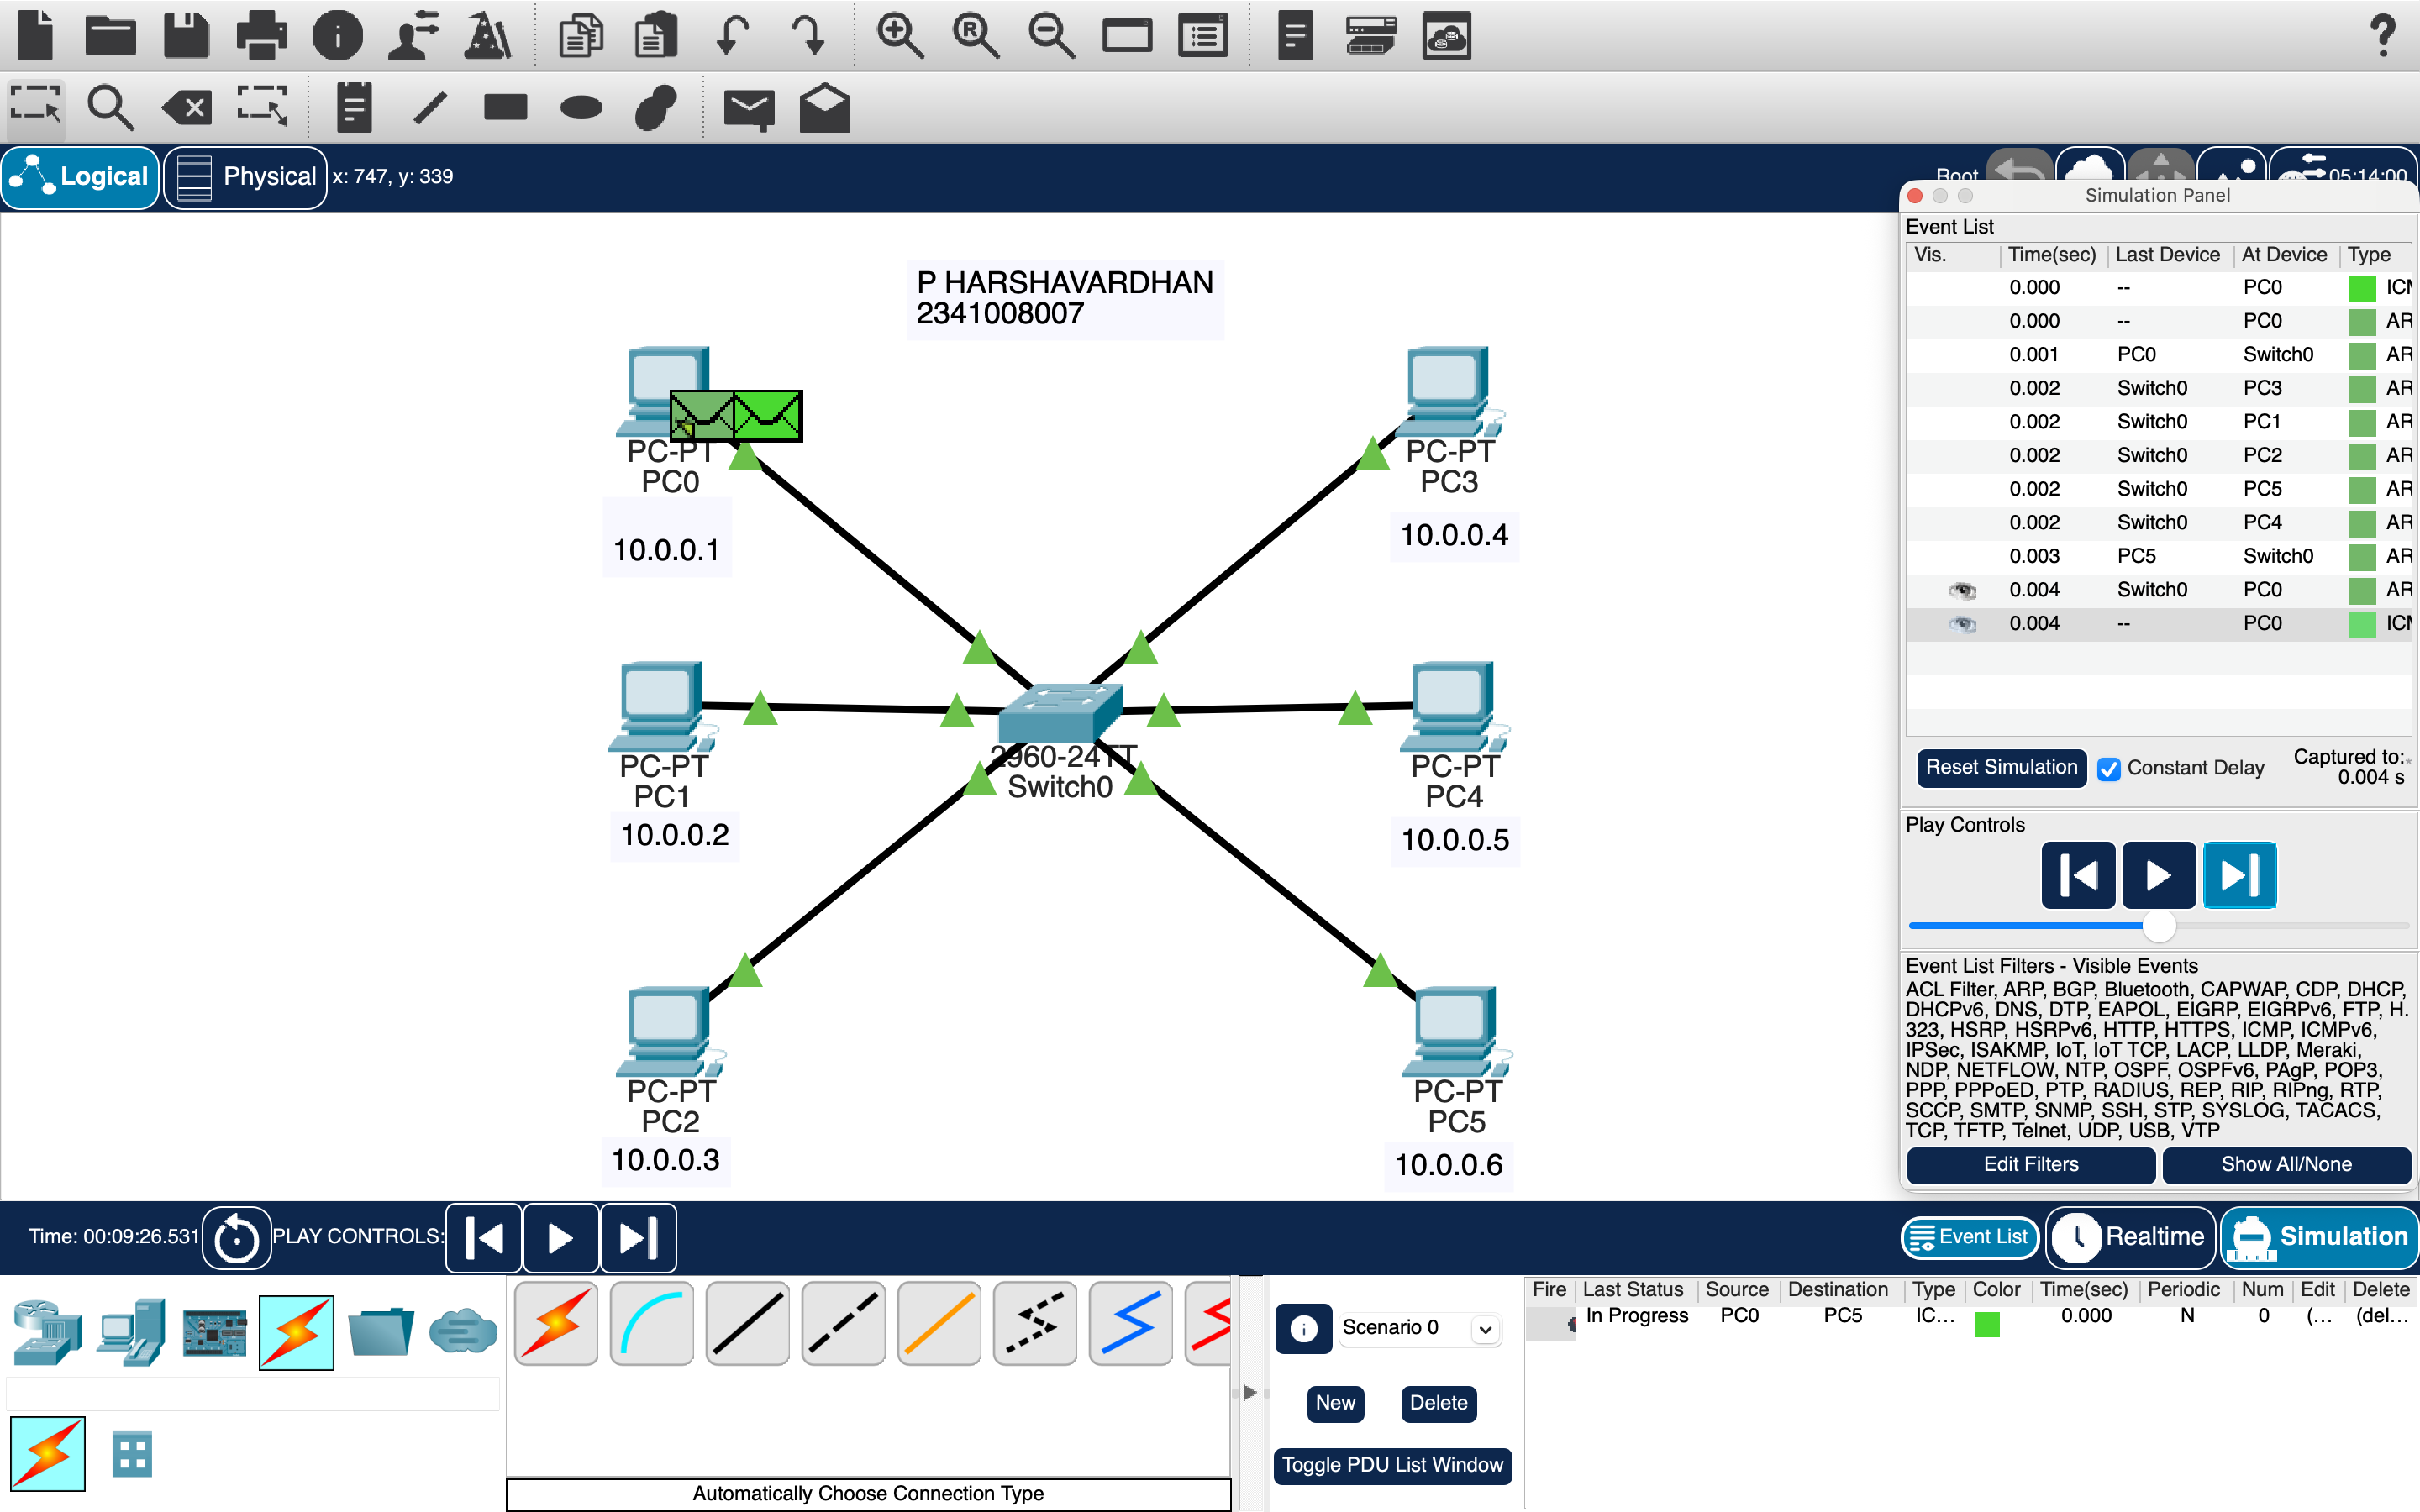 Logical
Physical
x: 747, y: 339
Root
05:14:00
P HARSHAVARDHAN
2341008007
PC-PT
PC0
10.0.0.1
PC-PT
PC3
10.0.0.4
PC-PT
PC1
10.0.0.2
2960-24TT
Switch0
PC-PT
PC4
10.0.0.5
PC-PT
PC2
10.0.0.3
PC-PT
PC5
10.0.0.6
Simulation Panel
Event List
Vis. Time(sec) Last Device At Device Type
0.000 -- PC0 ICM
0.000 -- PC0 AR
0.001 PC0 Switch0 AR
0.002 Switch0 PC3 AR
0.002 Switch0 PC1 AR
0.002 Switch0 PC2 AR
0.002 Switch0 PC5 AR
0.002 Switch0 PC4 AR
0.003 PC5 Switch0 AR
0.004 Switch0 PC0 AR
0.004 -- PC0 ICM
Reset Simulation
Constant Delay
Captured to:*
0.004 s
Play Controls
Event List Filters - Visible Events
ACL Filter, ARP, BGP, Bluetooth, CAPWAP, CDP, DHCP,
DHCPv6, DNS, DTP, EAPOL, EIGRP, EIGRPv6, FTP, H.
323, HSRP, HSRPv6, HTTP, HTTPS, ICMP, ICMPv6,
IPSec, ISAKMP, IoT, IoT TCP, LACP, LLDP, Meraki,
NDP, NETFLOW, NTP, OSPF, OSPFv6, PAgP, POP3,
PPP, PPPoED, PTP, RADIUS, REP, RIP, RIPng, RTP,
SCCP, SMTP, SNMP, SSH, STP, SYSLOG, TACACS,
TCP, TFTP, Telnet, UDP, USB, VTP
Edit Filters
Show All/None
Time: 00:09:26.531
PLAY CONTROLS:
Event List
Realtime
Simulation
Scenario 0
New
Delete
Toggle PDU List Window
Fire Last Status Source Destination Type Color Time(sec) Periodic Num Edit Delete
In Progress PC0 PC5 IC... 0.000 N 0 (... (del...
Automatically Choose Connection Type